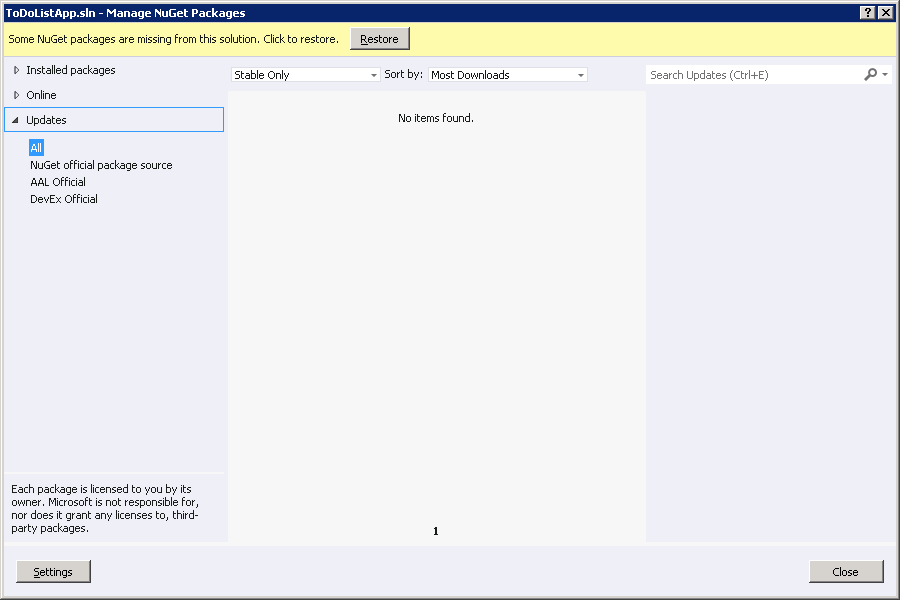 ToDoListApp.sln - Manage NuGet Packages
Some NuGet packages are missing from this solution. Click to restore.
Restore
Installed packages
Online
Updates
All
NuGet official package source
AAL Official
DevEx Official
Stable Only
Sort by:
Most Downloads
Search Updates (Ctrl+E)
No items found.
1
Each package is licensed to you by its
owner. Microsoft is not responsible for,
nor does it grant any licenses to, third-
party packages.
Settings
Close